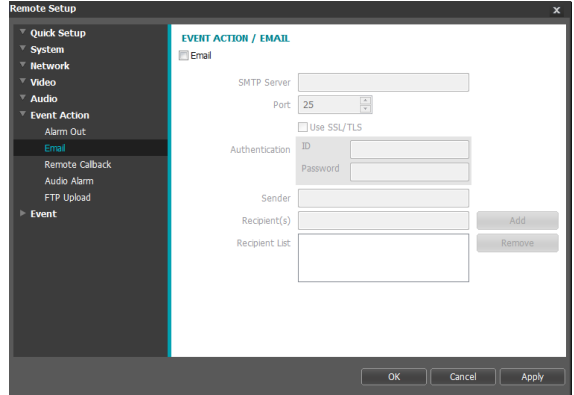 Remote Setup
x
Quick Setup
System
Network
Video
Audio
Event Action
Alarm Out
Email
Remote Callback
Audio Alarm
FTP Upload
Event
EVENT ACTION / EMAIL
Email
SMTP Server
Port 25
Use SSL/TLS
Authentication ID
Password
Sender
Recipient(s) Add
Recipient List Remove
OK Cancel Apply